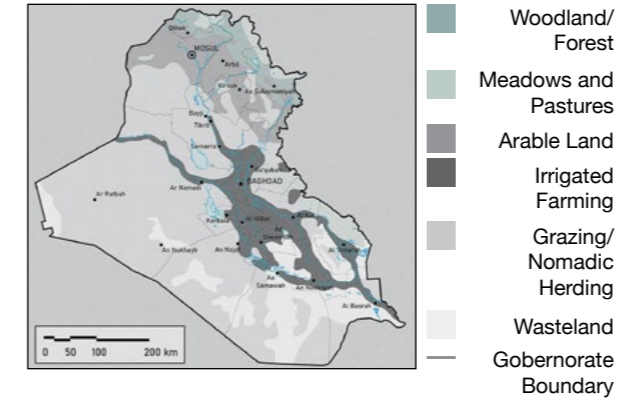 Dihok
MOSUL
Arbil
Kirkuk
As Sulaymaniyah
Bayji
Tikrit
Samarra
Ba'qubah
BAGHDAD
Ar Ramadi
Ar Rutbah
Karbala
Al Hillah
Al Kut
Ad
Diwaniyah
An Nukhayb
An Najaf
Al 'Amarah
As
Samawah
An Nasiriyah
Al Basrah
0 50 100 200 km
Woodland/
Forest
Meadows and
Pastures
Arable Land
Irrigated
Farming
Grazing/
Nomadic
Herding
Wasteland
Gobernorate
Boundary